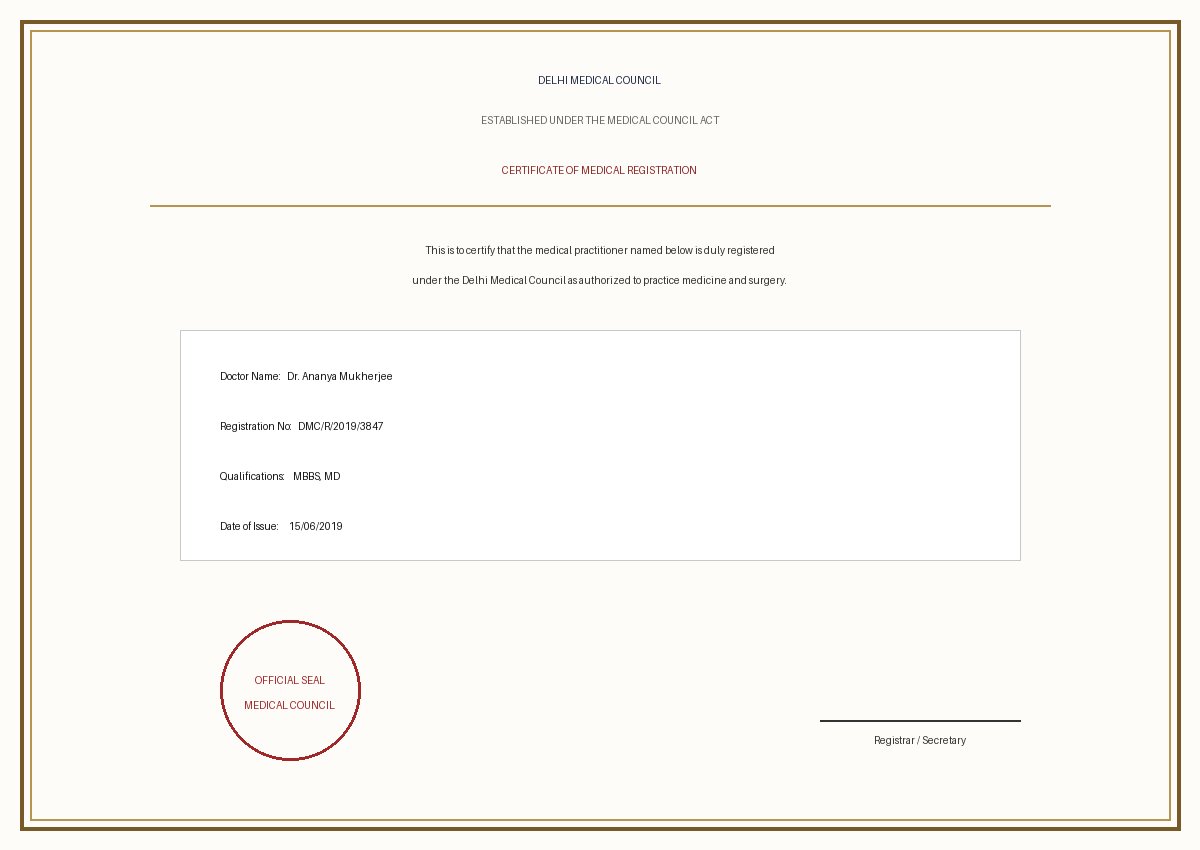 DELHI MEDICAL COUNCIL
ESTABLISHED UNDER THE MEDICAL COUNCIL ACT
CERTIFICATE OF MEDICAL REGISTRATION
This is to certify that the medical practitioner named below is duly registered
under the Delhi Medical Council as authorized to practice medicine and surgery.
Doctor Name: Dr. Ananya Mukherjee
Registration No: DMC/R/2019/3847
Qualifications: MBBS, MD
Date of Issue: 15/06/2019
OFFICIAL SEAL
MEDICAL COUNCIL
Registrar / Secretary